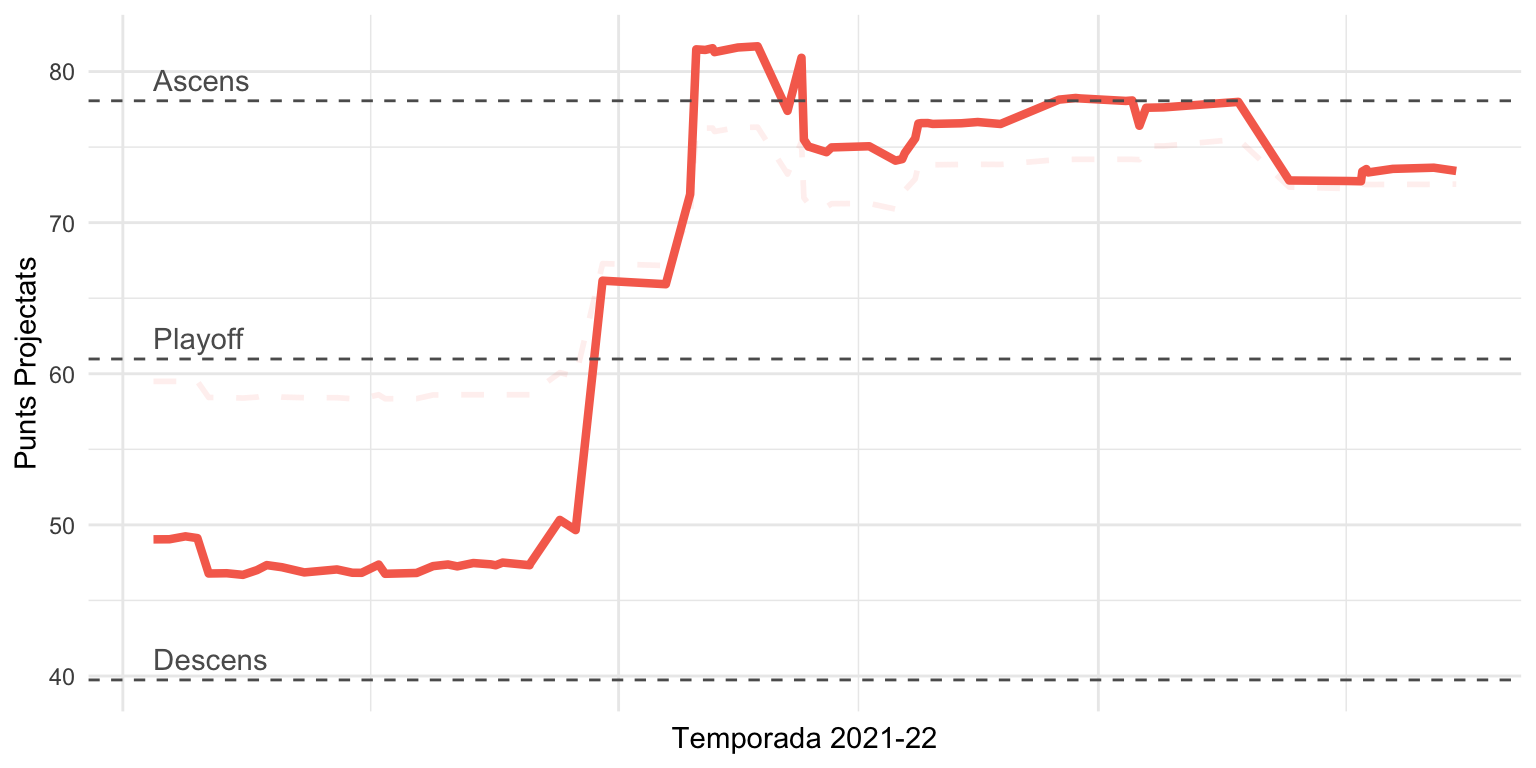 80
Ascens
70
Playoff
60
50
Descens
40
Punts Projectats
Temporada 2021-22